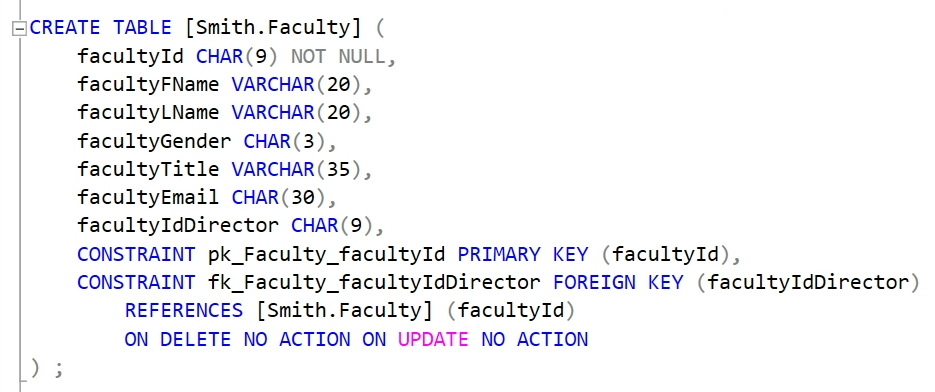 CREATE TABLE [Smith.Faculty] (
facultyId CHAR(9) NOT NULL,
facultyFName VARCHAR(20),
facultyLName VARCHAR(20),
facultyGender CHAR(3),
facultyTitle VARCHAR(35),
facultyEmail CHAR(30),
facultyIdDirector CHAR(9),
CONSTRAINT pk_Faculty_facultyId PRIMARY KEY (facultyId),
CONSTRAINT fk_Faculty_facultyIdDirector FOREIGN KEY (facultyIdDirector)
REFERENCES [Smith.Faculty] (facultyId)
ON DELETE NO ACTION ON UPDATE NO ACTION
) ;